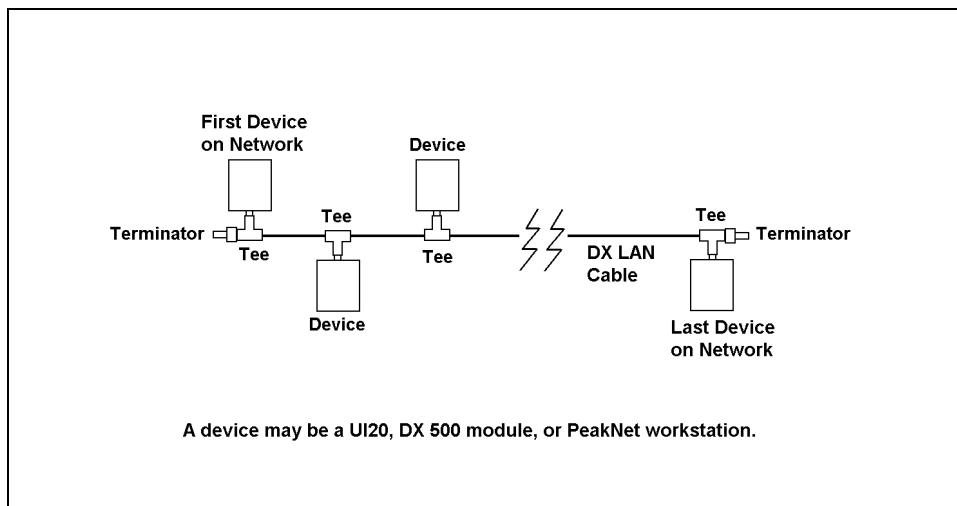 First Device
on Network
Device
Tee
Tee
Terminator
Terminator
Tee
Tee
DX LAN
Cable
Device
Last Device
on Network
A device may be a UI20, DX 500 module, or PeakNet workstation.